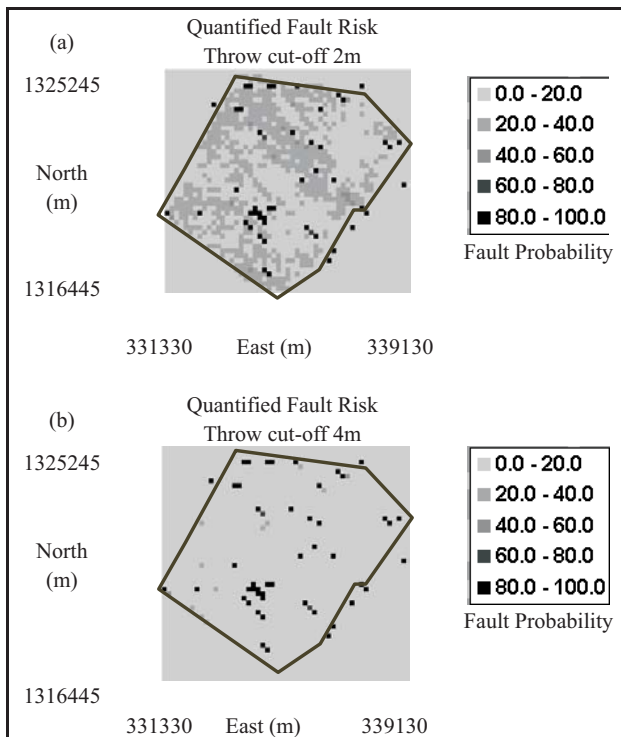 (a)
Quantified Fault Risk
Throw cut-off 2m
1325245
North
(m)
1316445
331330 East (m) 339130
0.0 - 20.0
20.0 - 40.0
40.0 - 60.0
60.0 - 80.0
80.0 - 100.0
Fault Probability
(b)
Quantified Fault Risk
Throw cut-off 4m
1325245
North
(m)
1316445
331330 East (m) 339130
0.0 - 20.0
20.0 - 40.0
40.0 - 60.0
60.0 - 80.0
80.0 - 100.0
Fault Probability